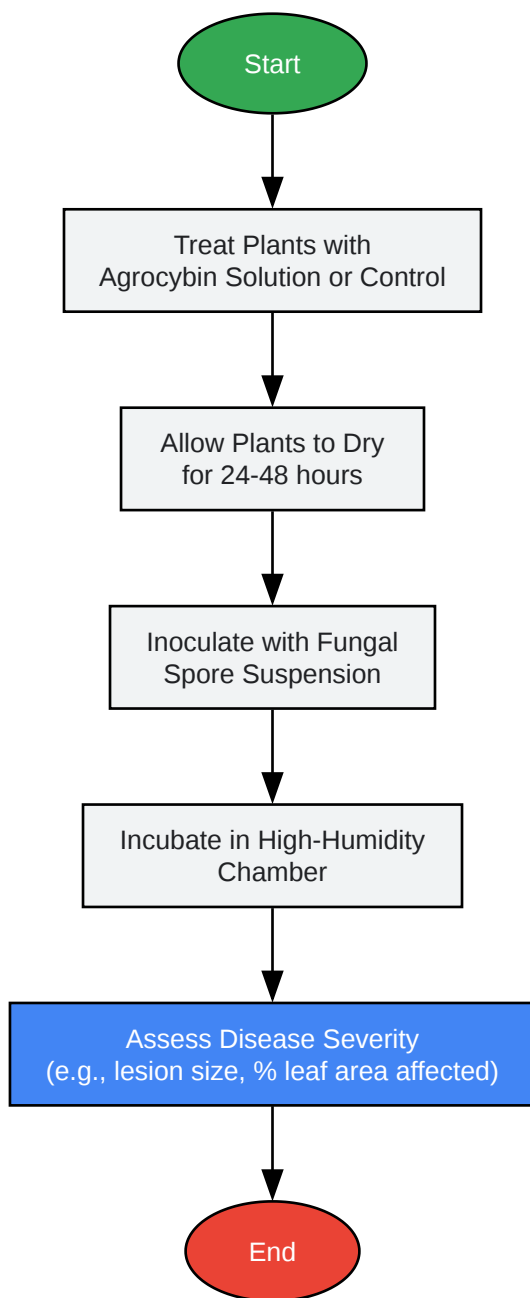 Start
Treat Plants with
Agrocybin Solution or Control
Allow Plants to Dry
for 24-48 hours
Inoculate with Fungal
Spore Suspension
Incubate in High-Humidity
Chamber
Assess Disease Severity
(e.g., lesion size, % leaf area affected)
End